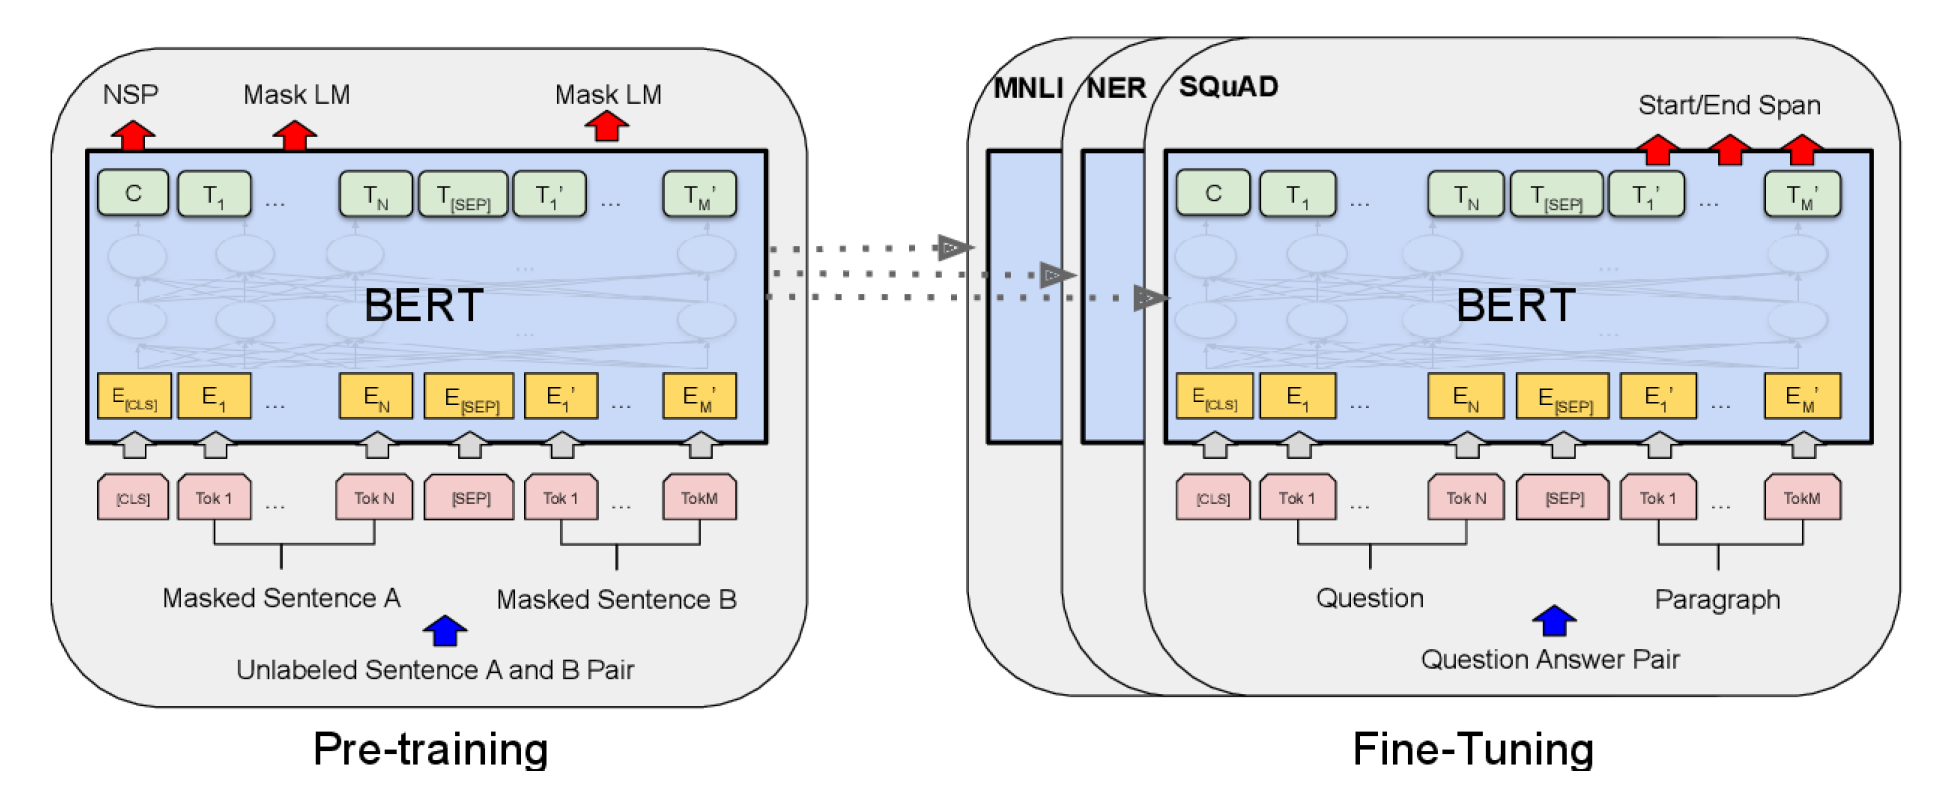 NSP Mask LM Mask LM
C T1 ... TN T[SEP] T1' ... TM'
...
BERT
...
E[CLS] E1 ... EN E[SEP] E1' ... EM'
[CLS] Tok 1 ... Tok N [SEP] Tok 1 ... TokM
Masked Sentence A Masked Sentence B
Unlabeled Sentence A and B Pair
Pre-training
MNLI NER SQuAD
Start/End Span
C T1 ... TN T[SEP] T1' ... TM'
...
BERT
...
E[CLS] E1 ... EN E[SEP] E1' ... EM'
[CLS] Tok 1 ... Tok N [SEP] Tok 1 ... TokM
Question Paragraph
Question Answer Pair
Fine-Tuning